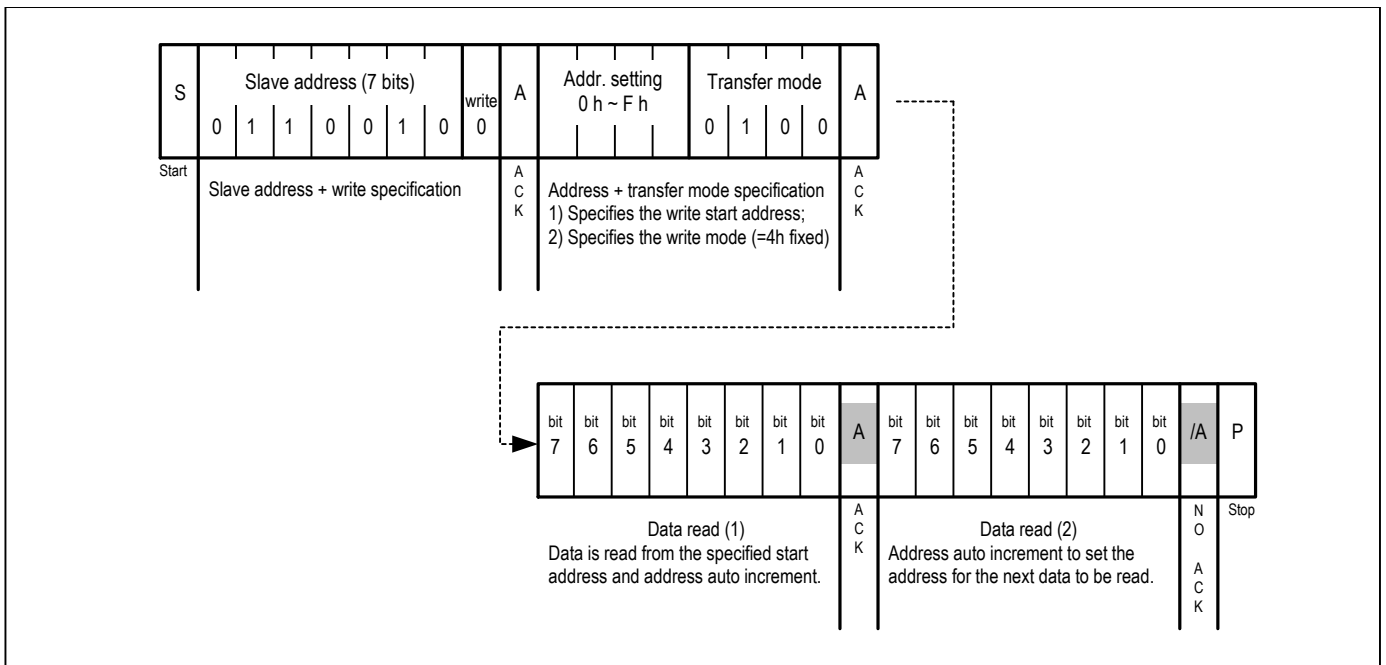 S
Slave address (7 bits)
write
A
Addr. setting
0 h ~ F h
Transfer mode
A
0 1 1 0 0 1 0 0
0 1 0 0
Start
Slave address + write specification
A
C
K
Address + transfer mode specification
1) Specifies the write start address;
2) Specifies the write mode (=4h fixed)
A
C
K
bit bit bit bit bit bit bit bit A bit bit bit bit bit bit bit bit /A P
7 6 5 4 3 2 1 0 7 6 5 4 3 2 1 0
Data read (1)
Data is read from the specified start
address and address auto increment.
A
C
K
Data read (2)
Address auto increment to set the
address for the next data to be read.
N
O
A
C
K
Stop